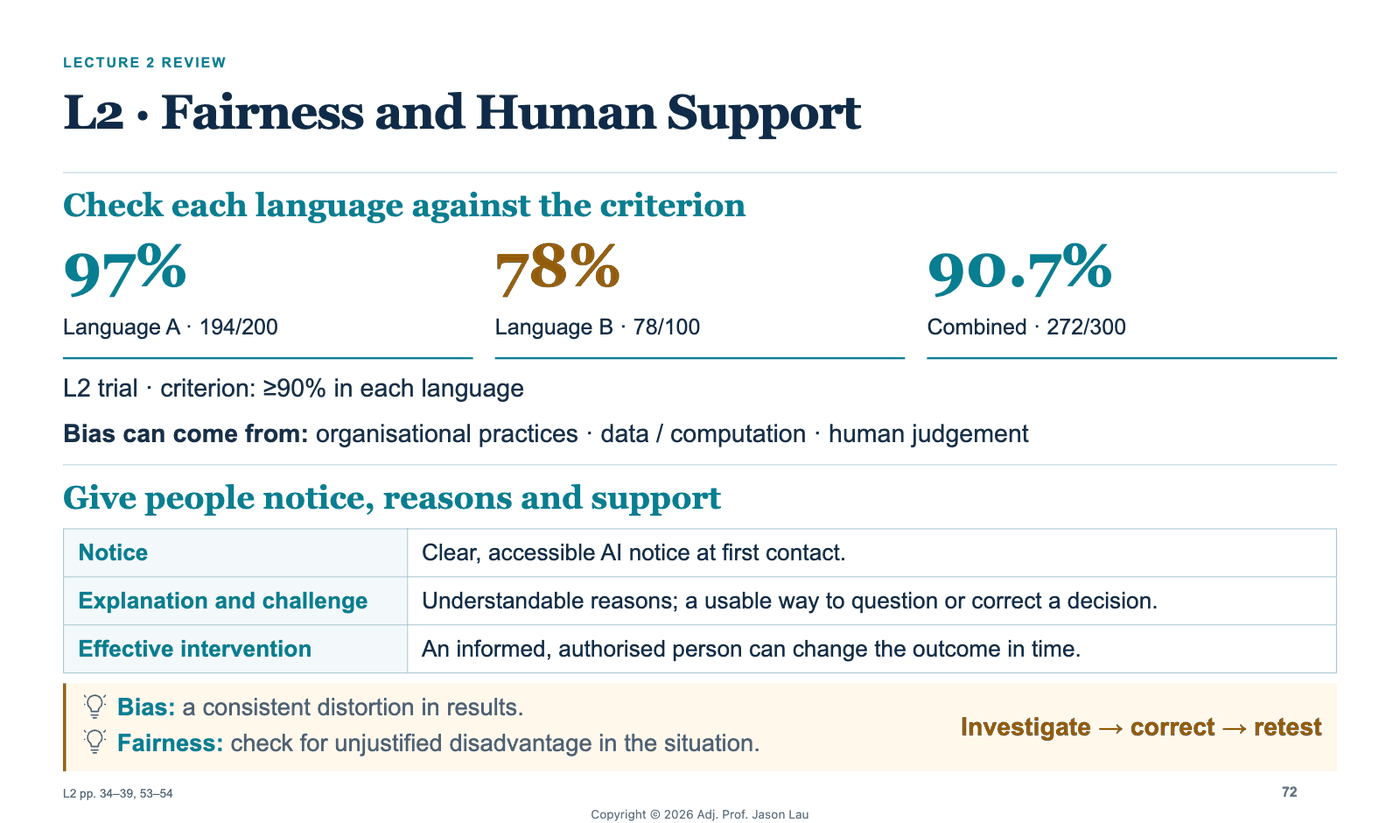 LECTURE 2 REVIEW
L2 · Fairness and Human Support
Check each language against the criterion
97%
Language A · 194/200
78%
Language B · 78/100
90.7%
Combined · 272/300
L2 trial · criterion: ≥90% in each language
Bias can come from: organisational practices · data / computation · human judgement
Give people notice, reasons and support
Notice
Clear, accessible AI notice at first contact.
Explanation and challenge
Understandable reasons; a usable way to question or correct a decision.
Effective intervention
An informed, authorised person can change the outcome in time.
Bias: a consistent distortion in results.
Fairness: check for unjustified disadvantage in the situation.
Investigate → correct → retest
L2 pp. 34–39, 53–54
72
Copyright © 2026 Adj. Prof. Jason Lau